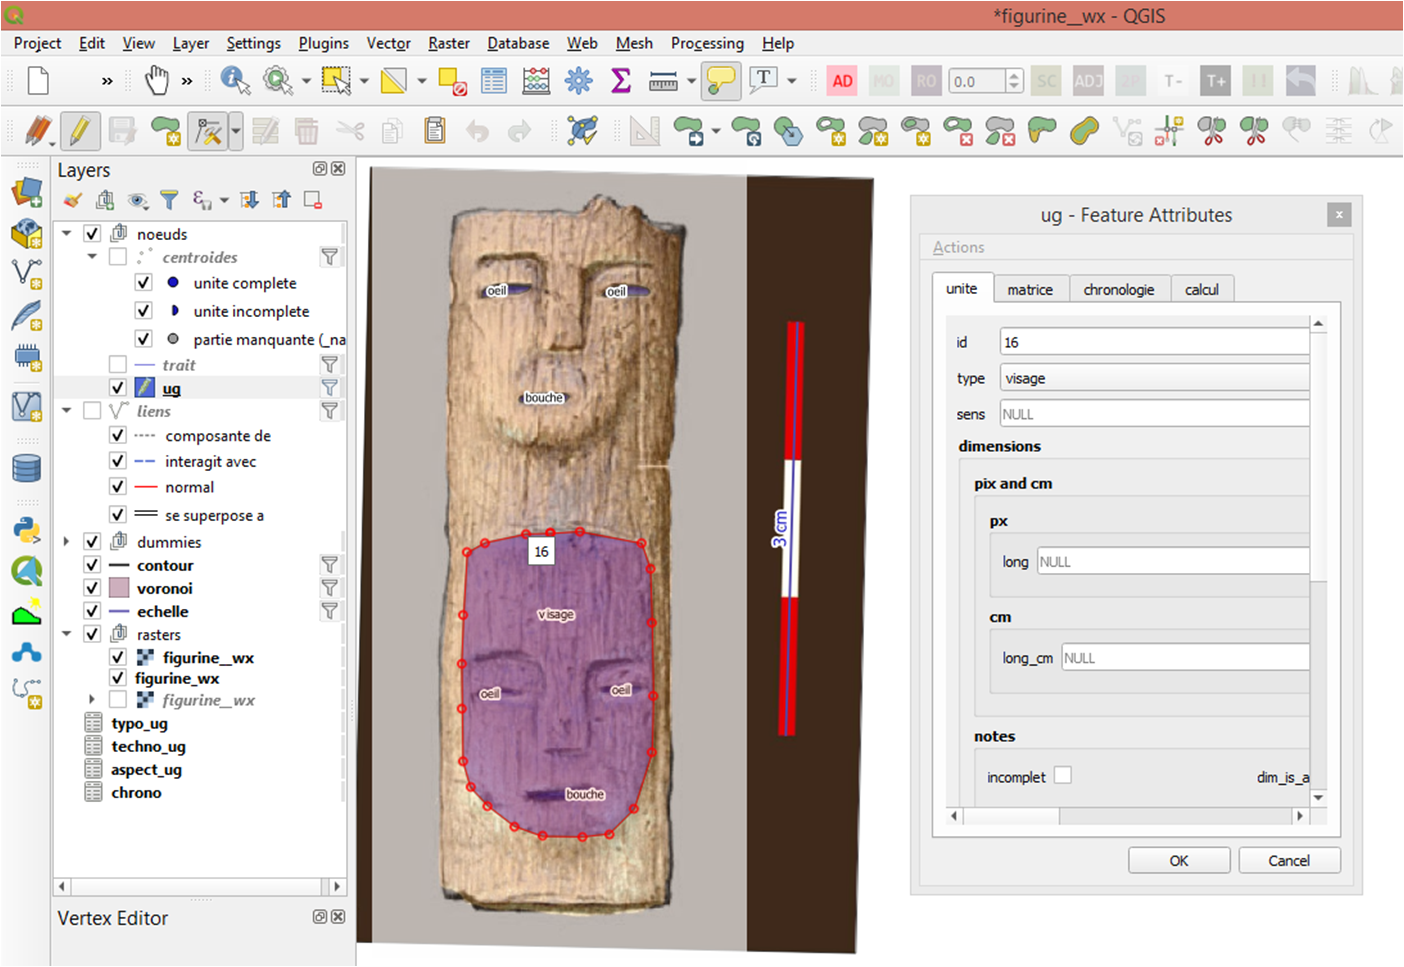 *figurine__wx - QGIS
Project Edit View Layer Settings Plugins Vector Raster Database Web Mesh Processing Help
» » Σ T AD MO RO 0.0 SC ADJ 2P T- T+ !!
Layers
noeuds
centroides
unite complete
unite incomplete
partie manquante (_na
trait
ug
liens
composante de
interagit avec
normal
se superpose a
dummies
contour
voronoi
echelle
rasters
figurine__wx
figurine_wx
figurine__wx
typo_ug
techno_ug
aspect_ug
chrono
Vertex Editor
oeil oeil
bouche
3 cm
16
visage
oeil oeil
bouche
ug - Feature Attributes x
Actions
unite matrice chronologie calcul
id 16
type visage
sens NULL
dimensions
pix and cm
px
long NULL
cm
long_cm NULL
notes
incomplet dim_is_a
OK Cancel